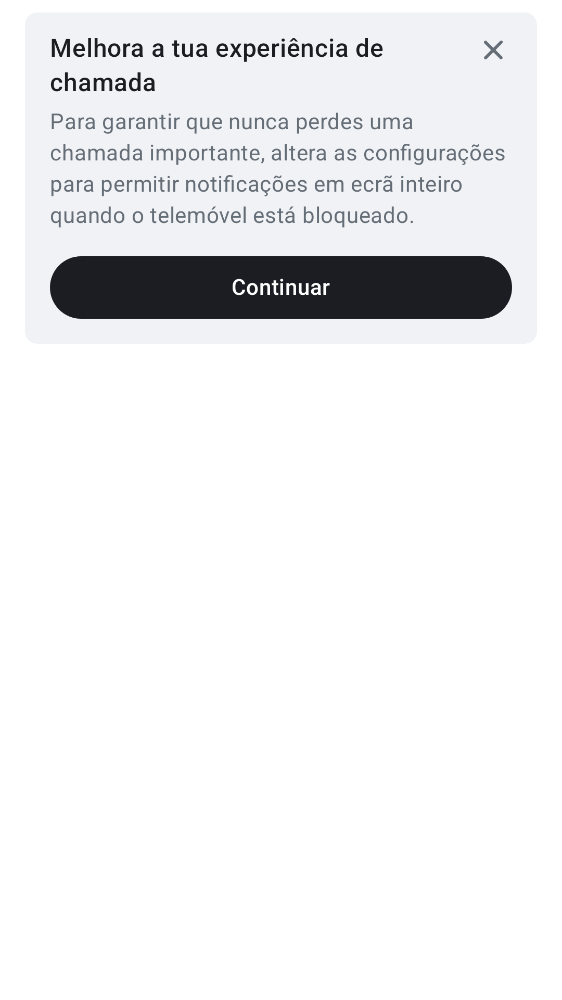 Melhora a tua experiência de
chamada
Para garantir que nunca perdes uma
chamada importante, altera as configurações
para permitir notificações em ecrã inteiro
quando o telemóvel está bloqueado.
Continuar